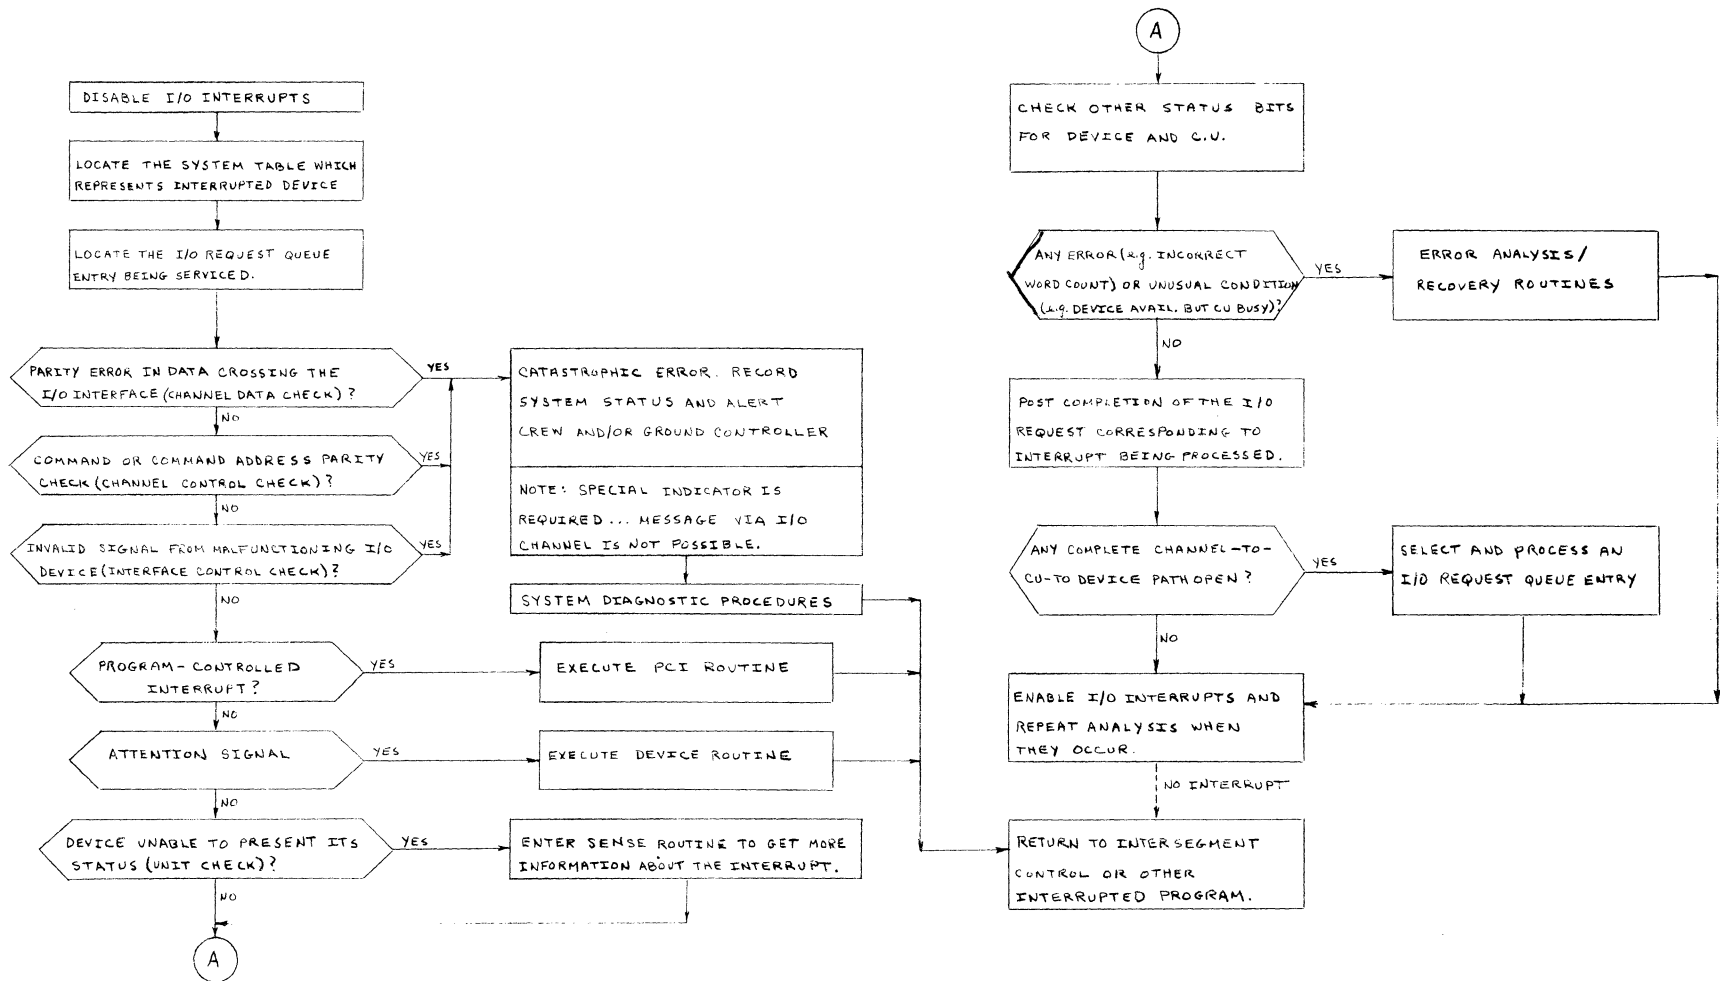 DISABLE I/O INTERRUPTS
LOCATE THE SYSTEM TABLE WHICH
REPRESENTS INTERRUPTED DEVICE
LOCATE THE I/O REQUEST QUEUE
ENTRY BEING SERVICED.
PARITY ERROR IN DATA CROSSING THE
I/O INTERFACE (CHANNEL DATA CHECK)?
YES
NO
CATASTROPHIC ERROR. RECORD
SYSTEM STATUS AND ALERT
CREW AND/OR GROUND CONTROLLER
NOTE: SPECIAL INDICATOR IS
REQUIRED... MESSAGE VIA I/O
CHANNEL IS NOT POSSIBLE.
COMMAND OR COMMAND ADDRESS PARITY
CHECK (CHANNEL CONTROL CHECK)?
YES
NO
INVALID SIGNAL FROM MALFUNCTIONING I/O
DEVICE (INTERFACE CONTROL CHECK)?
YES
NO
SYSTEM DIAGNOSTIC PROCEDURES
PROGRAM-CONTROLLED
INTERRUPT?
YES
EXECUTE PCI ROUTINE
NO
ATTENTION SIGNAL
YES
EXECUTE DEVICE ROUTINE
NO
DEVICE UNABLE TO PRESENT ITS
STATUS (UNIT CHECK)?
YES
ENTER SENSE ROUTINE TO GET MORE
INFORMATION ABOUT THE INTERRUPT.
NO
A
A
CHECK OTHER STATUS BITS
FOR DEVICE AND C.U.
ANY ERROR (e.g. INCORRECT
WORD COUNT) OR UNUSUAL CONDITION
(e.g. DEVICE AVAIL. BUT CU BUSY)?
YES
ERROR ANALYSIS/
RECOVERY ROUTINES
NO
POST COMPLETION OF THE I/O
REQUEST CORRESPONDING TO
INTERRUPT BEING PROCESSED.
ANY COMPLETE CHANNEL-TO-
CU-TO DEVICE PATH OPEN?
YES
SELECT AND PROCESS AN
I/O REQUEST QUEUE ENTRY
NO
ENABLE I/O INTERRUPTS AND
REPEAT ANALYSIS WHEN
THEY OCCUR.
NO INTERRUPT
RETURN TO INTERSEGMENT
CONTROL OR OTHER
INTERRUPTED PROGRAM.